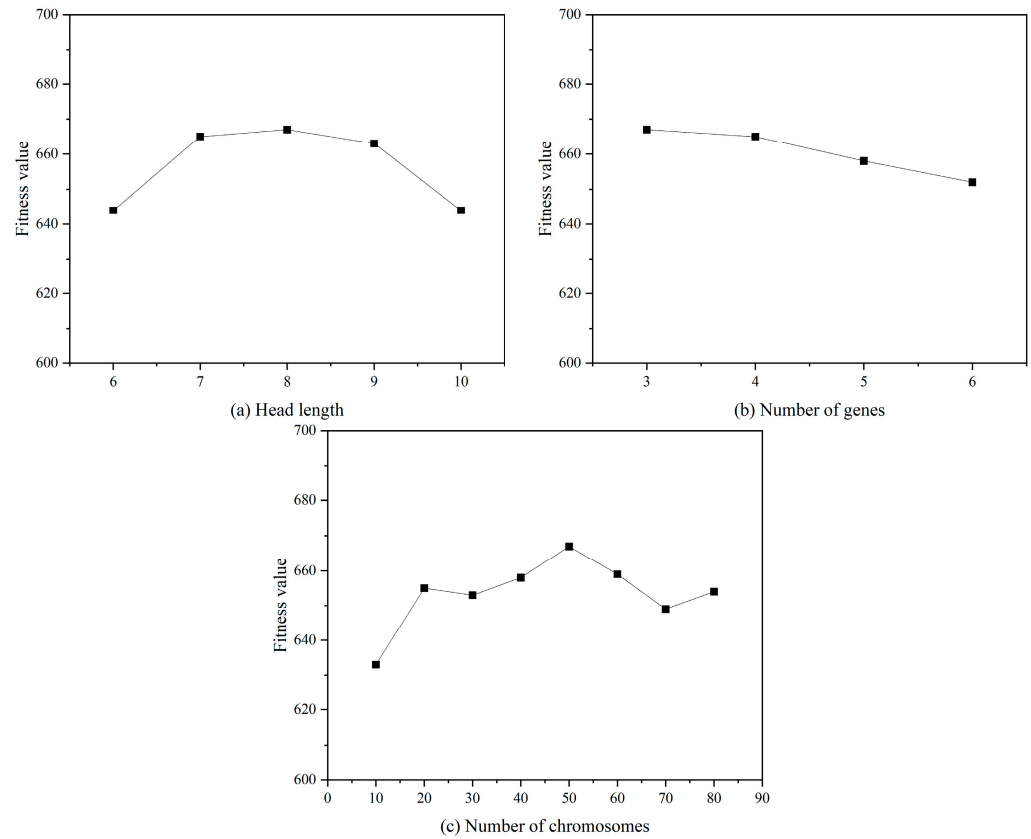 700
680
660
640
620
600
Fitness value
6 7 8 9 10
(a) Head length
700
680
660
640
620
600
Fitness value
3 4 5 6
(b) Number of genes
700
680
660
640
620
600
Fitness value
0 10 20 30 40 50 60 70 80 90
(c) Number of chromosomes